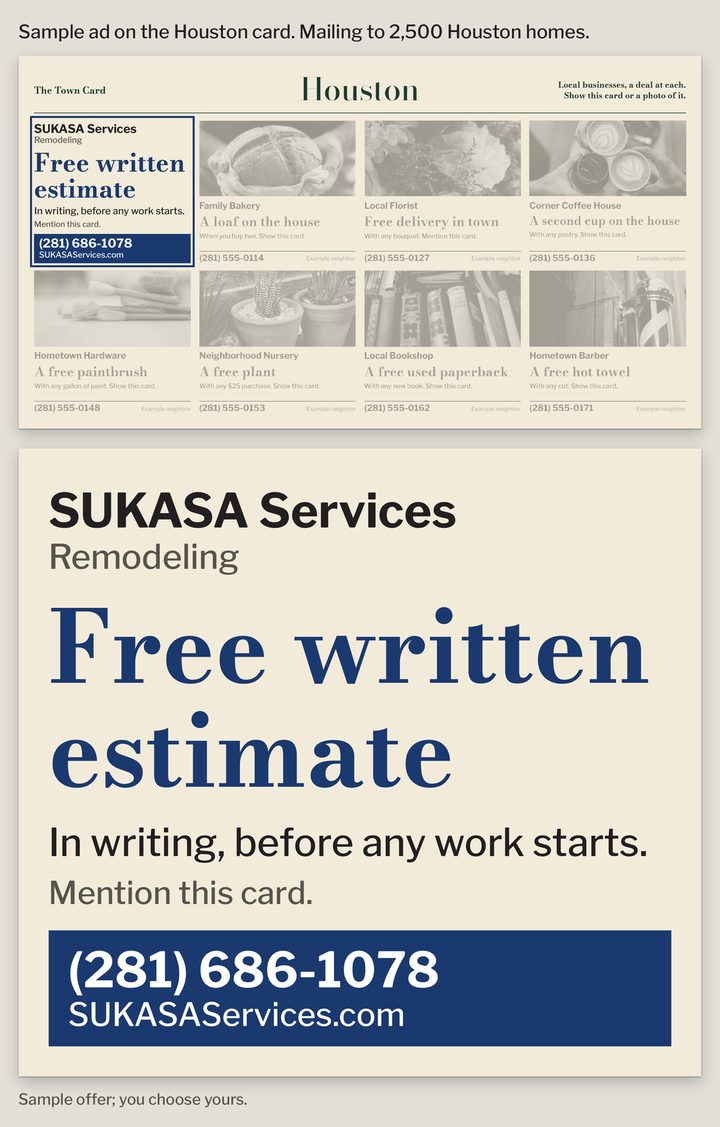 Sample ad on the Houston card. Mailing to 2,500 Houston homes.
The Town Card
Houston
Local businesses, a deal at each.
Show this card or a photo of it.
SUKASA Services
Remodeling
Free written
estimate
In writing, before any work starts.
Mention this card.
(281) 686-1078
SUKASAServices.com
Family Bakery
A loaf on the house
When you buy two. Show this card.
(281) 555-0114
Example neighbor
Local Florist
Free delivery in town
With any bouquet. Mention this card.
(281) 555-0127
Example neighbor
Corner Coffee House
A second cup on the house
With any pastry. Show this card.
(281) 555-0136
Example neighbor
Hometown Hardware
A free paintbrush
With any gallon of paint. Show this card.
(281) 555-0148
Example neighbor
Neighborhood Nursery
A free plant
With any $25 purchase. Show this card.
(281) 555-0153
Example neighbor
Local Bookshop
A free used paperback
With any new book. Show this card.
(281) 555-0162
Example neighbor
Hometown Barber
A free hot towel
With any cut. Show this card.
(281) 555-0171
Example neighbor
SUKASA Services
Remodeling
Free written
estimate
In writing, before any work starts.
Mention this card.
(281) 686-1078
SUKASAServices.com
Sample offer; you choose yours.